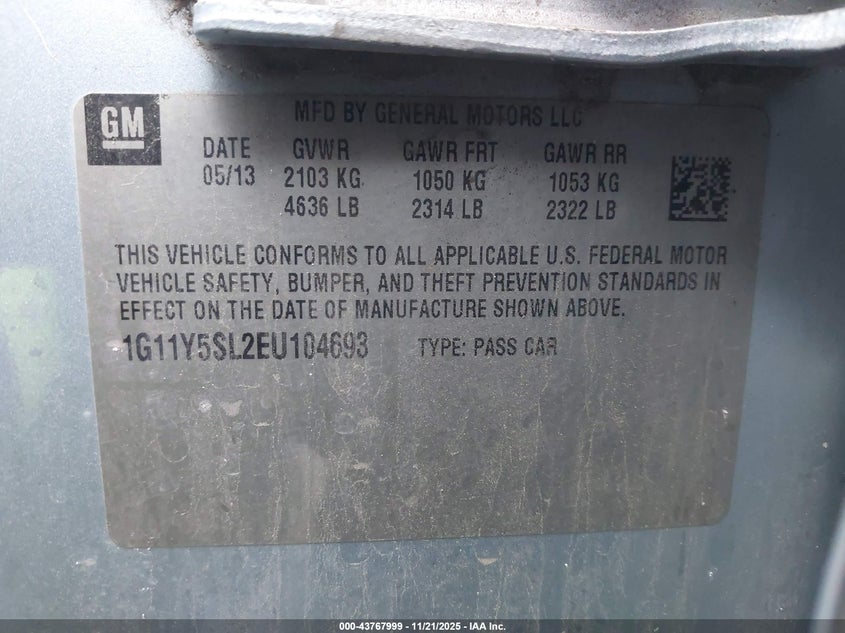 GM
MFD BY GENERAL MOTORS LLC
DATE GVWR GAWR FRT GAWR RR
05/13 2103 KG 1050 KG 1053 KG
4636 LB 2314 LB 2322 LB
THIS VEHICLE CONFORMS TO ALL APPLICABLE U.S. FEDERAL MOTOR
VEHICLE SAFETY, BUMPER, AND THEFT PREVENTION STANDARDS IN
EFFECT ON THE DATE OF MANUFACTURE SHOWN ABOVE.
1G11Y5SL2EU104693 TYPE: PASS CAR
000-43767999 - 11/21/2025 - IAA Inc.